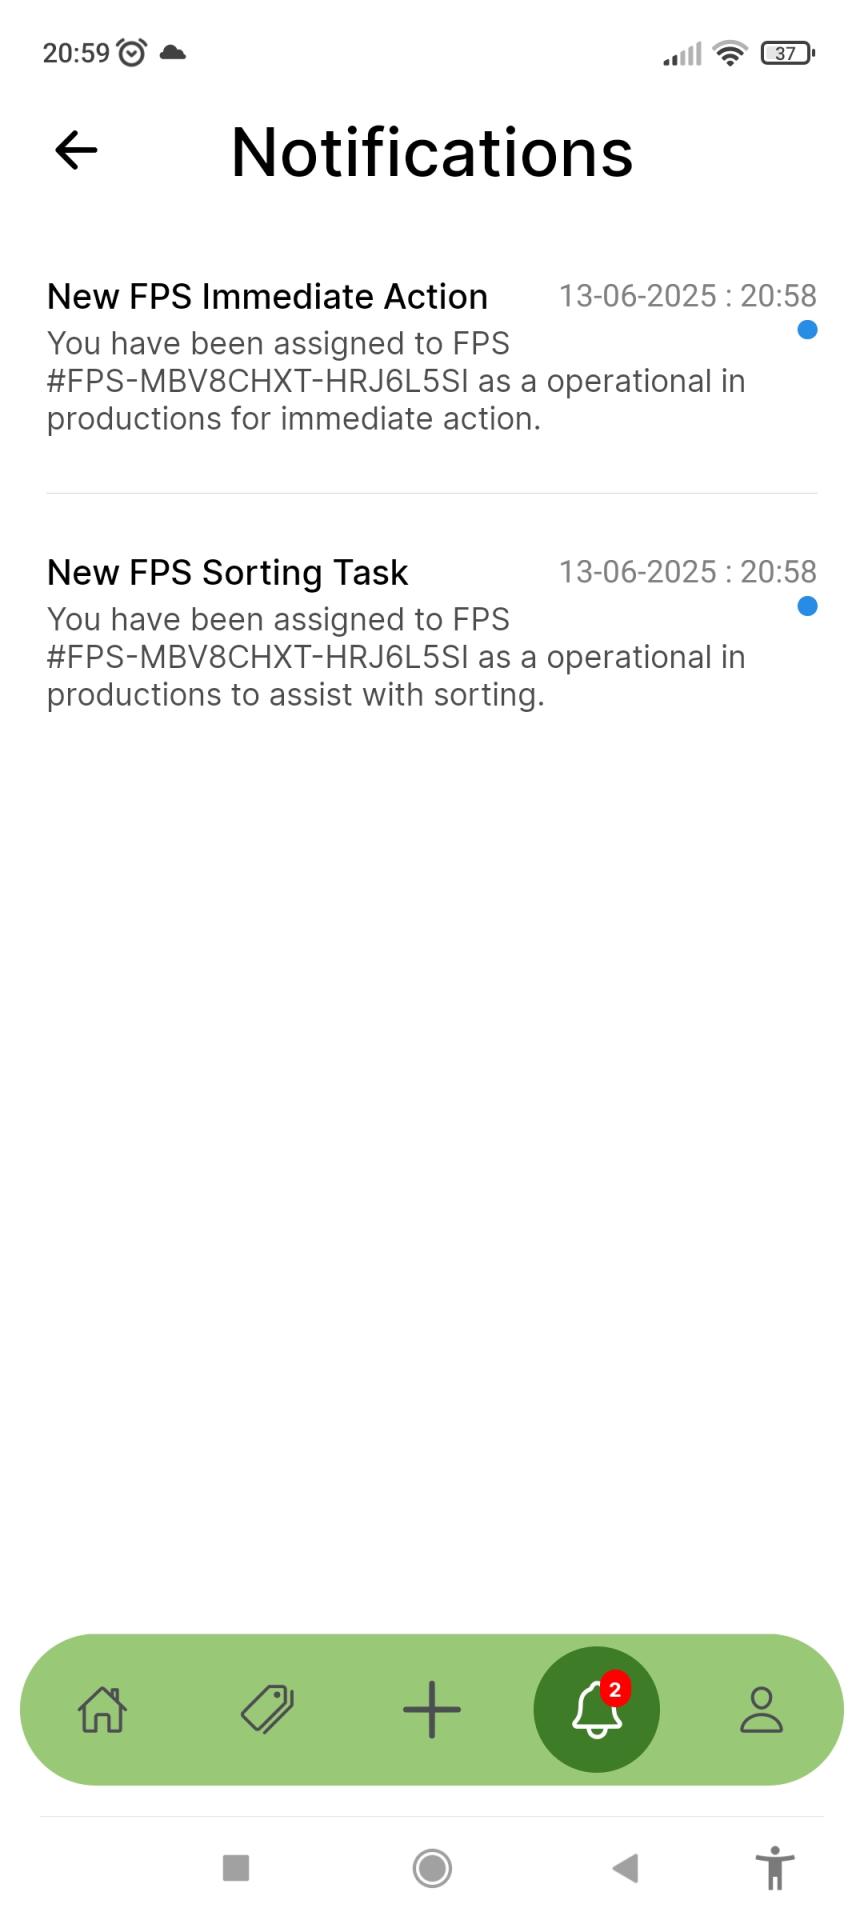 20:59
37
Notifications
New FPS Immediate Action
13-06-2025 : 20:58
You have been assigned to FPS
#FPS-MBV8CHXT-HRJ6L5SI as a operational in
productions for immediate action.
New FPS Sorting Task
13-06-2025 : 20:58
You have been assigned to FPS
#FPS-MBV8CHXT-HRJ6L5SI as a operational in
productions to assist with sorting.
2